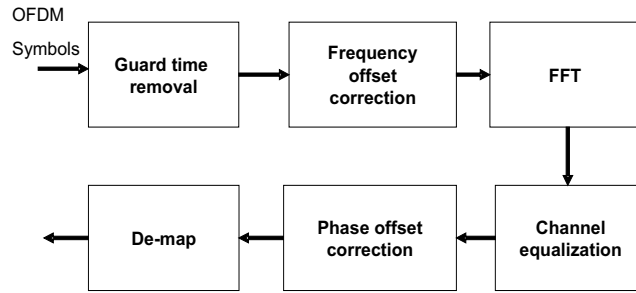 OFDM
Symbols
Guard time
removal
Frequency
offset
correction
FFT
De-map
Phase offset
correction
Channel
equalization